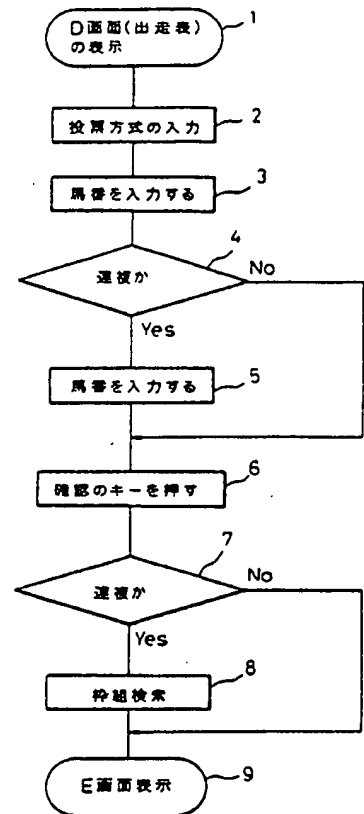 D画面(出走表)
の表示
1
投票方式の入力
2
馬番を入力する
3
連複か
4
No
Yes
馬番を入力する
5
確認のキーを押す
6
連複か
7
No
Yes
枠組検索
8
E画面表示
9